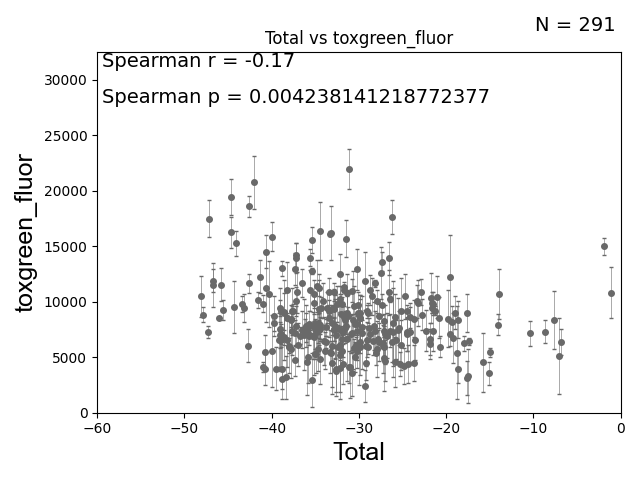 N = 291
Total vs toxgreen_fluor
Spearman r = -0.17
Spearman p = 0.004238141218772377
30000
25000
20000
15000
10000
5000
0
toxgreen_fluor
−60 −50 −40 −30 −20 −10 0
Total